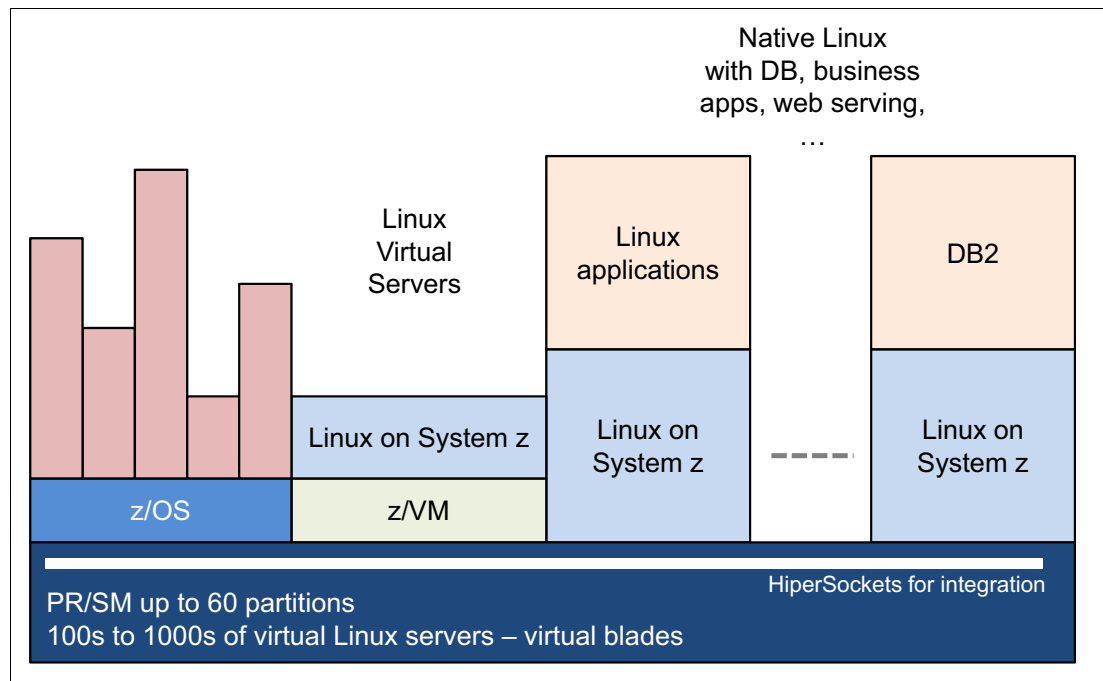 Native Linux
with DB, business
apps, web serving,
…
Linux
Virtual
Servers
Linux
applications
DB2
Linux on System z
Linux on
System z
Linux on
System z
z/OS
z/VM
HiperSockets for integration
PR/SM up to 60 partitions
100s to 1000s of virtual Linux servers – virtual blades